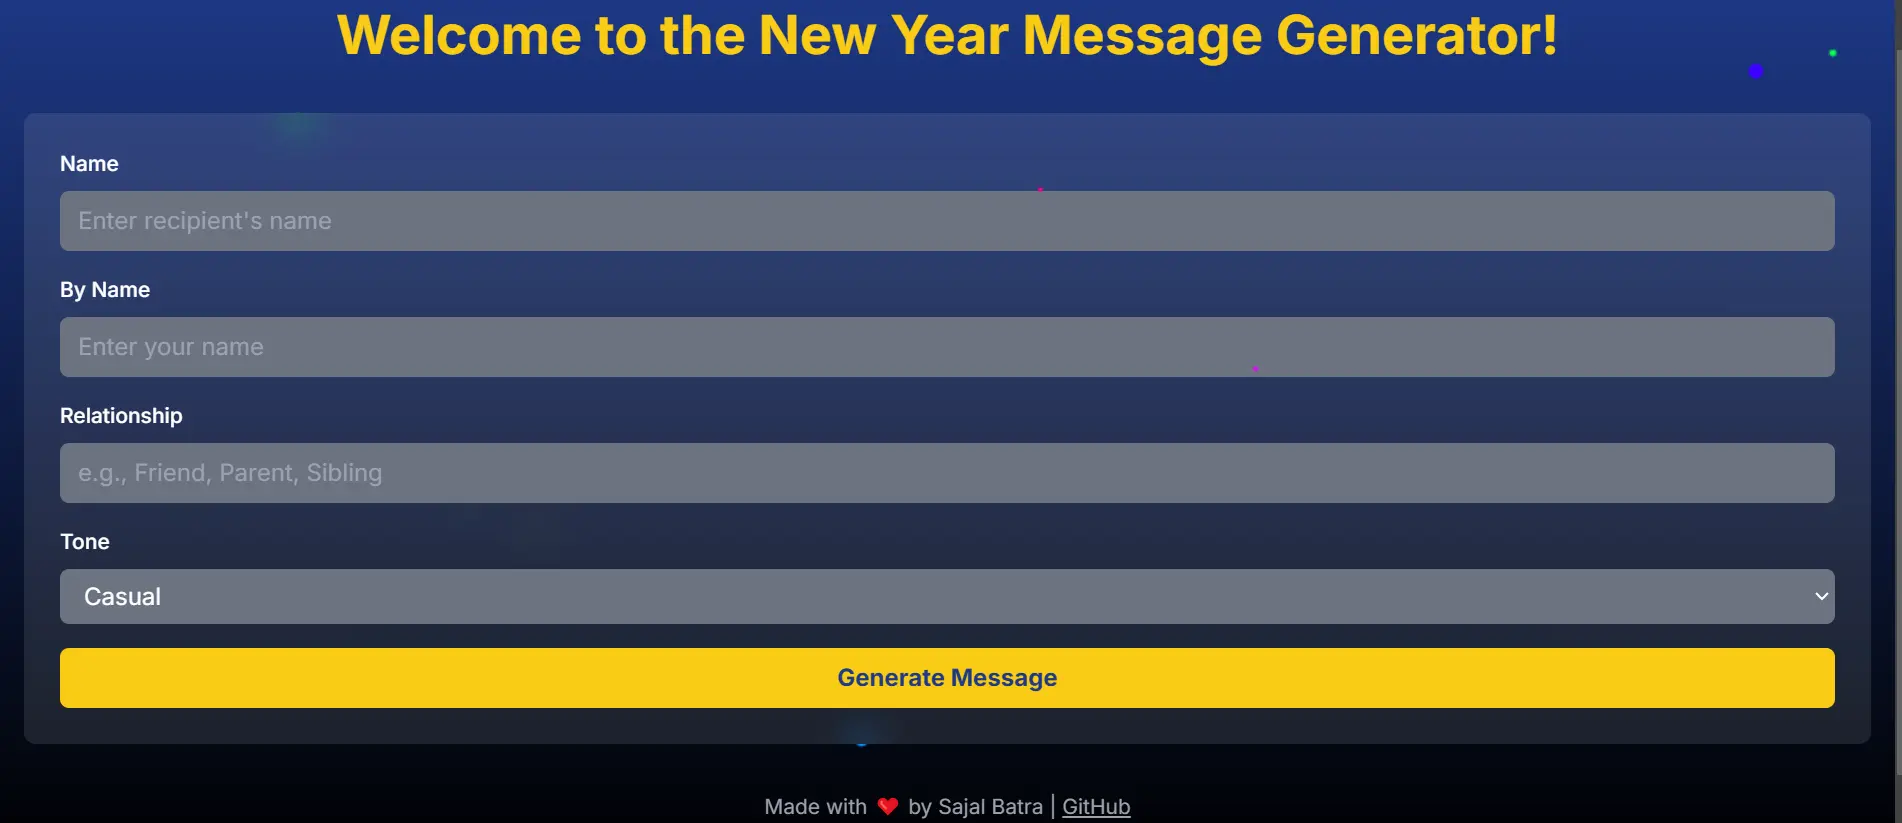 Welcome to the New Year Message Generator!
Name
Enter recipient's name
By Name
Enter your name
Relationship
e.g., Friend, Parent, Sibling
Tone
Casual
Generate Message
Made with ❤️ by Sajal Batra | GitHub